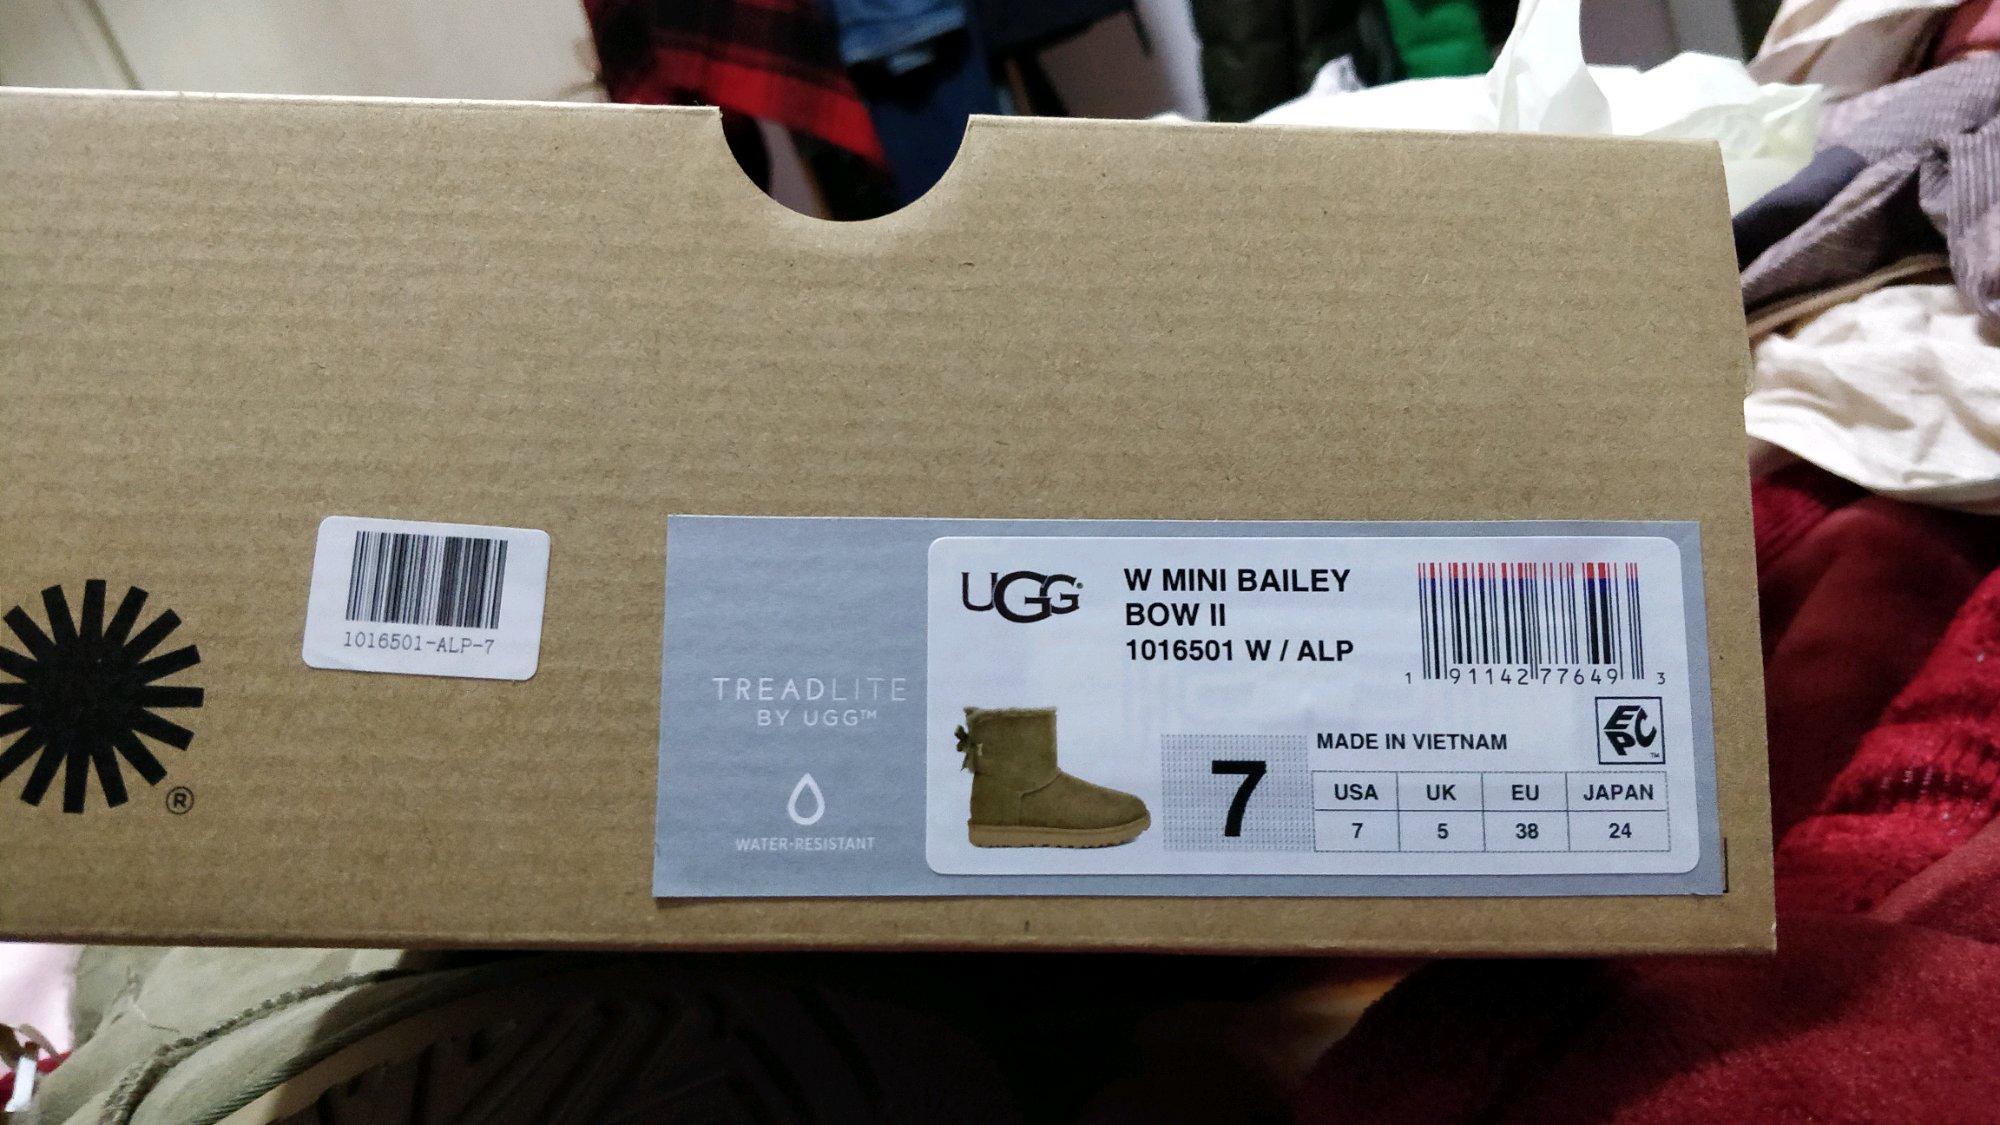 1016501-ALP-7
®
TREADLITE
BY UGG™
WATER-RESISTANT
UGG®
W MINI BAILEY
BOW II
1016501 W / ALP
1 91142 77649 3
MADE IN VIETNAM
EPC™
7
USA UK EU JAPAN
7 5 38 24